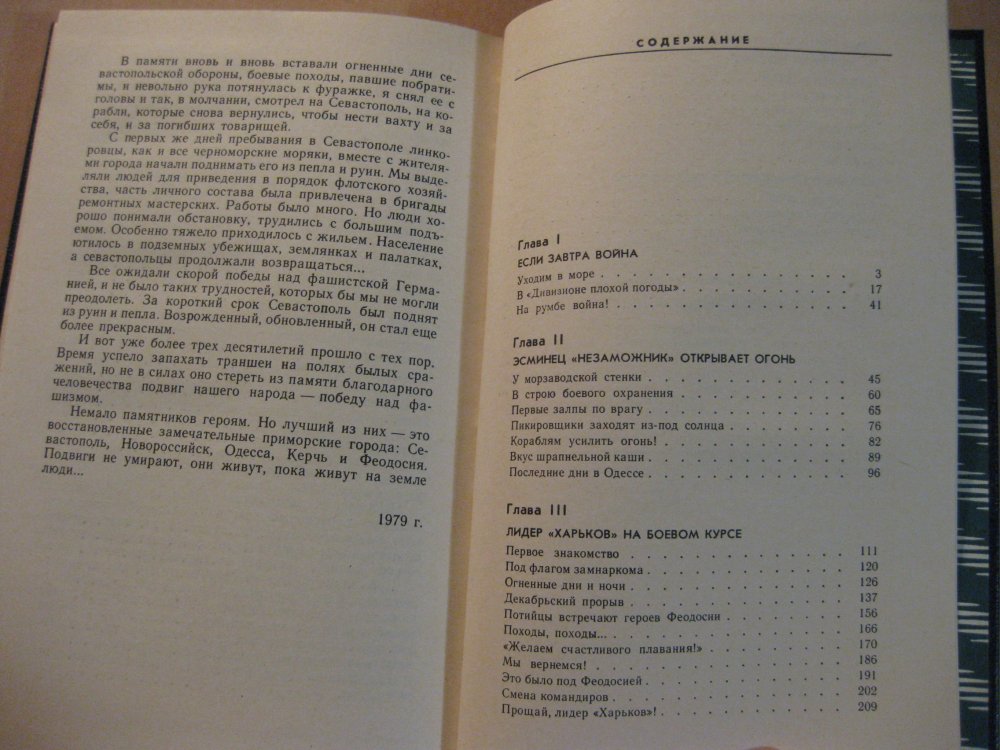 В памяти вновь и вновь вставали огненные дни се-
вастопольской обороны, боевые походы, павшие побрати-
мы, и невольно рука потянулась к фуражке, я снял ее с
головы и так, в молчании, смотрел на Севастополь, на ко-
рабли, которые снова вернулись, чтобы нести вахту и за
себя, и за погибших товарищей.
С первых же дней пребывания в Севастополе линко-
ровцы, как и все черноморские моряки, вместе с жителя-
ми города начали поднимать его из пепла и руин. Мы выде-
ляли людей для приведения в порядок флотского хозяй-
ства, часть личного состава была привлечена в бригады
ремонтных мастерских. Работы было много. Но люди хо-
рошо понимали обстановку, трудились с большим подъ-
емом. Особенно тяжело приходилось с жильем. Население
ютилось в подземных убежищах, землянках и палатках,
а севастопольцы продолжали возвращаться...
Все ожидали скорой победы над фашистской Герма-
нией, и не было таких трудностей, которых бы мы не могли
преодолеть. За короткий срок Севастополь был поднят
из руин и пепла. Возрожденный, обновленный, он стал еще
более прекрасным.
И вот уже более трех десятилетий прошло с тех пор.
Время успело запахать траншеи на полях былых сра-
жений, но не в силах оно стереть из памяти благодарного
человечества подвиг нашего народа — победу над фа-
шизмом.
Немало памятников героям. Но лучший из них — это
восстановленные замечательные приморские города: Се-
вастополь, Новороссийск, Одесса, Керчь и Феодосия.
Подвиги не умирают, они живут, пока живут на земле
люди...
1979 г.
СОДЕРЖАНИЕ
Глава I
ЕСЛИ ЗАВТРА ВОЙНА
Уходим в море . . . . . . . . . . . . 3
В «Дивизионе плохой погоды» . . . . . . . . . 17
На румбе война! . . . . . . . . . . . . 41
Глава II
ЭСМИНЕЦ «НЕЗАМОЖНИК» ОТКРЫВАЕТ ОГОНЬ
У морзаводской стенки . . . . . . . . . . 45
В строю боевого охранения . . . . . . . . . 60
Первые залпы по врагу . . . . . . . . . . 65
Пикировщики заходят из-под солнца . . . . . . . 76
Кораблям усилить огонь! . . . . . . . . . . 82
Вкус шрапнельной каши . . . . . . . . . . 89
Последние дни в Одессе . . . . . . . . . . 96
Глава III
ЛИДЕР «ХАРЬКОВ» НА БОЕВОМ КУРСЕ
Первое знакомство . . . . . . . . . . 111
Под флагом замнаркома . . . . . . . . . . 120
Огненные дни и ночи . . . . . . . . . . 126
Декабрьский прорыв . . . . . . . . . . 137
Потийцы встречают героев Феодосии . . . . . . . 156
Походы, походы... . . . . . . . . . . . 166
«Желаем счастливого плавания!» . . . . . . . . 170
Мы вернемся! . . . . . . . . . . . . 186
Это было под Феодосией . . . . . . . . . . 191
Смена командиров . . . . . . . . . . . 202
Прощай, лидер «Харьков»! . . . . . . . . . 209